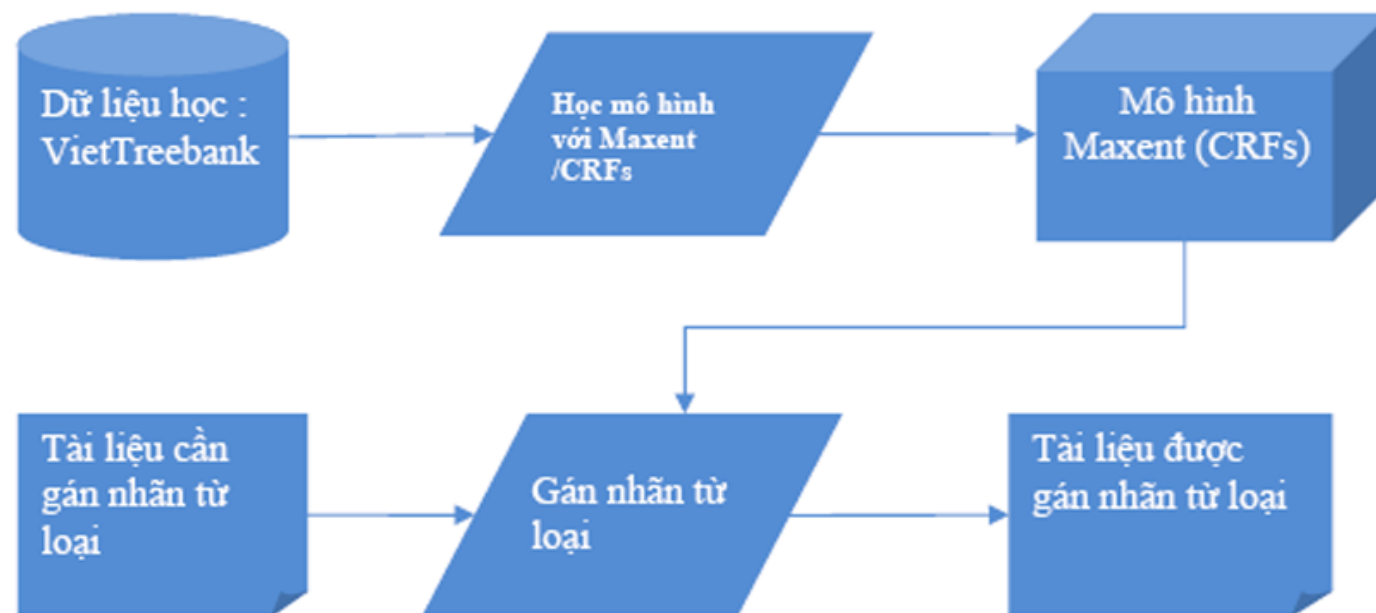 Dữ liệu học :
VietTreebank
Học mô hình
với Maxent
/CRFs
Mô hình
Maxent (CRFs)
Tài liệu cần
gán nhãn từ
loại
Gán nhãn từ
loại
Tài liệu được
gán nhãn từ loại